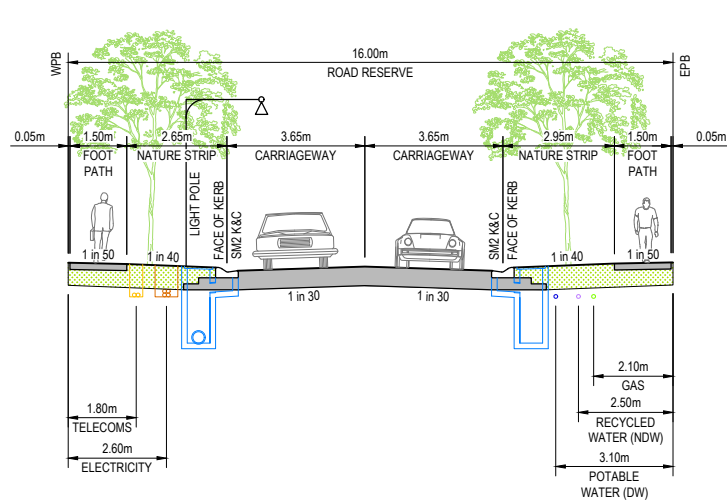 WPB
16.00m
ROAD RESERVE
EPB
0.05m
1.50m
2.65m
3.65m
3.65m
2.95m
1.50m
0.05m
FOOT
PATH
NATURE STRIP
CARRIAGEWAY
CARRIAGEWAY
NATURE STRIP
FOOT
PATH
LIGHT POLE
FACE OF KERB
SM2 K&C
SM2 K&C
FACE OF KERB
1 in 50
1 in 40
1 in 40
1 in 50
1 in 30
1 in 30
2.10m
GAS
1.80m
TELECOMS
2.50m
RECYCLED
WATER (NDW)
2.60m
ELECTRICITY
3.10m
POTABLE
WATER (DW)